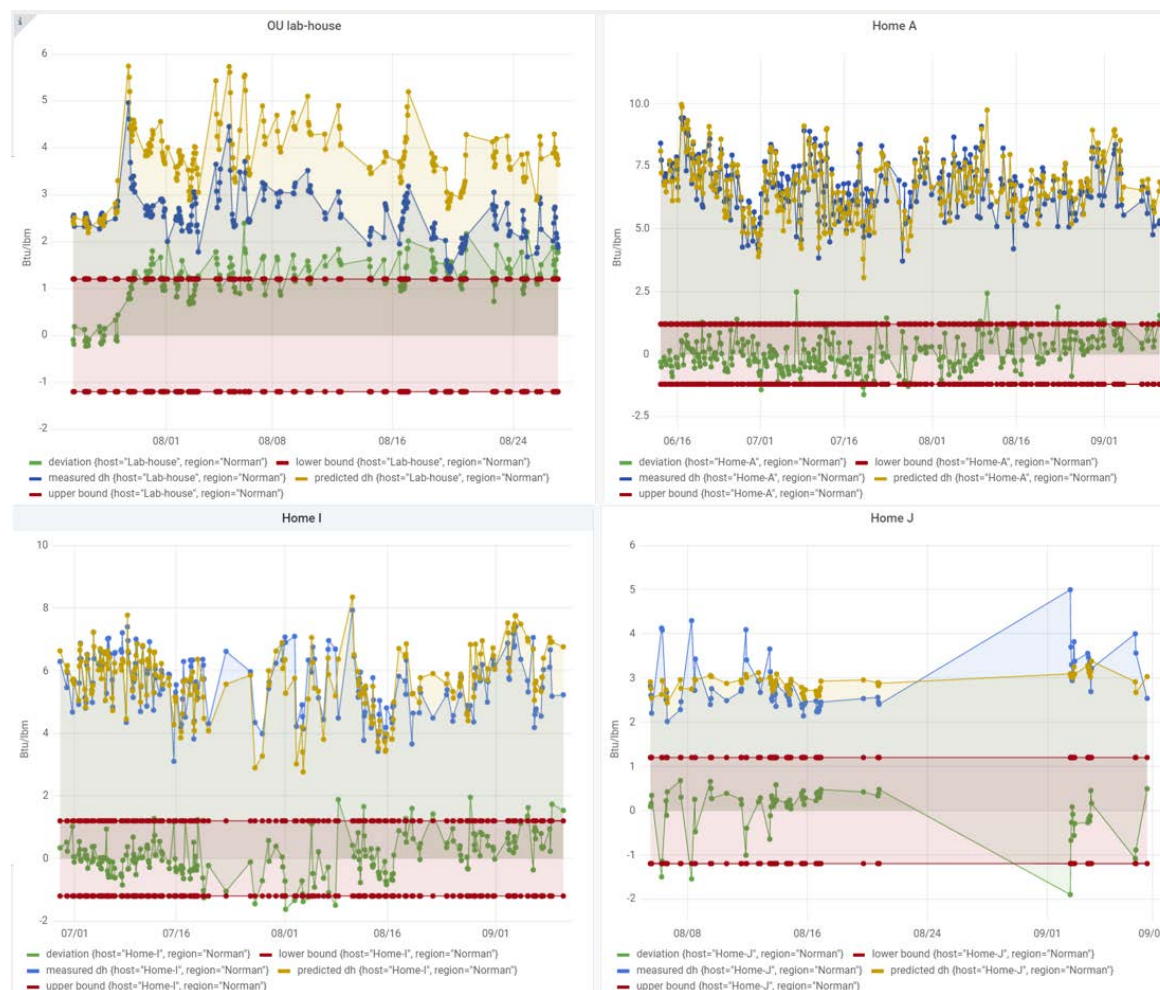 i
OU lab-house
6
5
4
3
2
1
0
-1
-2
Btu/lbm
08/01 08/08 08/16 08/24
deviation {host="Lab-house", region="Norman"} lower bound {host="Lab-house", region="Norman"}
measured dh {host="Lab-house", region="Norman"} predicted dh {host="Lab-house", region="Norman"}
upper bound {host="Lab-house", region="Norman"}
Home A
10.0
7.5
5.0
2.5
0
-2.5
Btu/lbm
06/16 07/01 07/16 08/01 08/16 09/01
deviation {host="Home-A", region="Norman"} lower bound {host="Home-A", region="Norman"}
measured dh {host="Home-A", region="Norman"} predicted dh {host="Home-A", region="Norman"}
upper bound {host="Home-A", region="Norman"}
Home I
10
8
6
4
2
0
-2
Btu/lbm
07/01 07/16 08/01 08/16 09/01
deviation {host="Home-I", region="Norman"} lower bound {host="Home-I", region="Norman"}
measured dh {host="Home-I", region="Norman"} predicted dh {host="Home-I", region="Norman"}
upper bound {host="Home-I", region="Norman"}
Home J
6
5
4
3
2
1
0
-1
-2
Btu/lbm
08/08 08/16 08/24 09/01
deviation {host="Home-J", region="Norman"} lower bound {host="Home-J", region="Norman"}
measured dh {host="Home-J", region="Norman"} predicted dh {host="Home-J", region="Norman"}
upper bound {host="Home-J", region="Norman"}